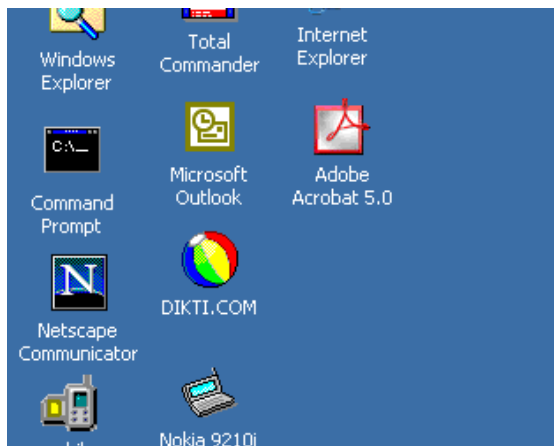 Windows
Explorer
Total
Commander
Internet
Explorer
C:\_
Command
Prompt
Microsoft
Outlook
Adobe
Acrobat 5.0
N
Netscape
Communicator
DIKTI.COM
Nokia 9210i